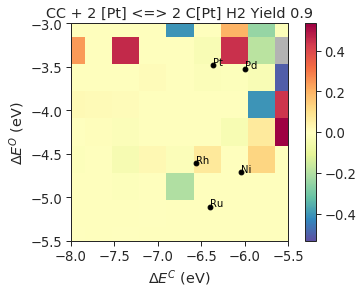 CC + 2 [Pt] <=> 2 C[Pt] H2 Yield 0.9
−3.0
−3.5
−4.0
−4.5
−5.0
−5.5
ΔE^O (eV)
Pt
Pd
Rh
Ni
Ru
−8.0 −7.5 −7.0 −6.5 −6.0 −5.5
ΔE^C (eV)
0.4
0.2
0.0
−0.2
−0.4